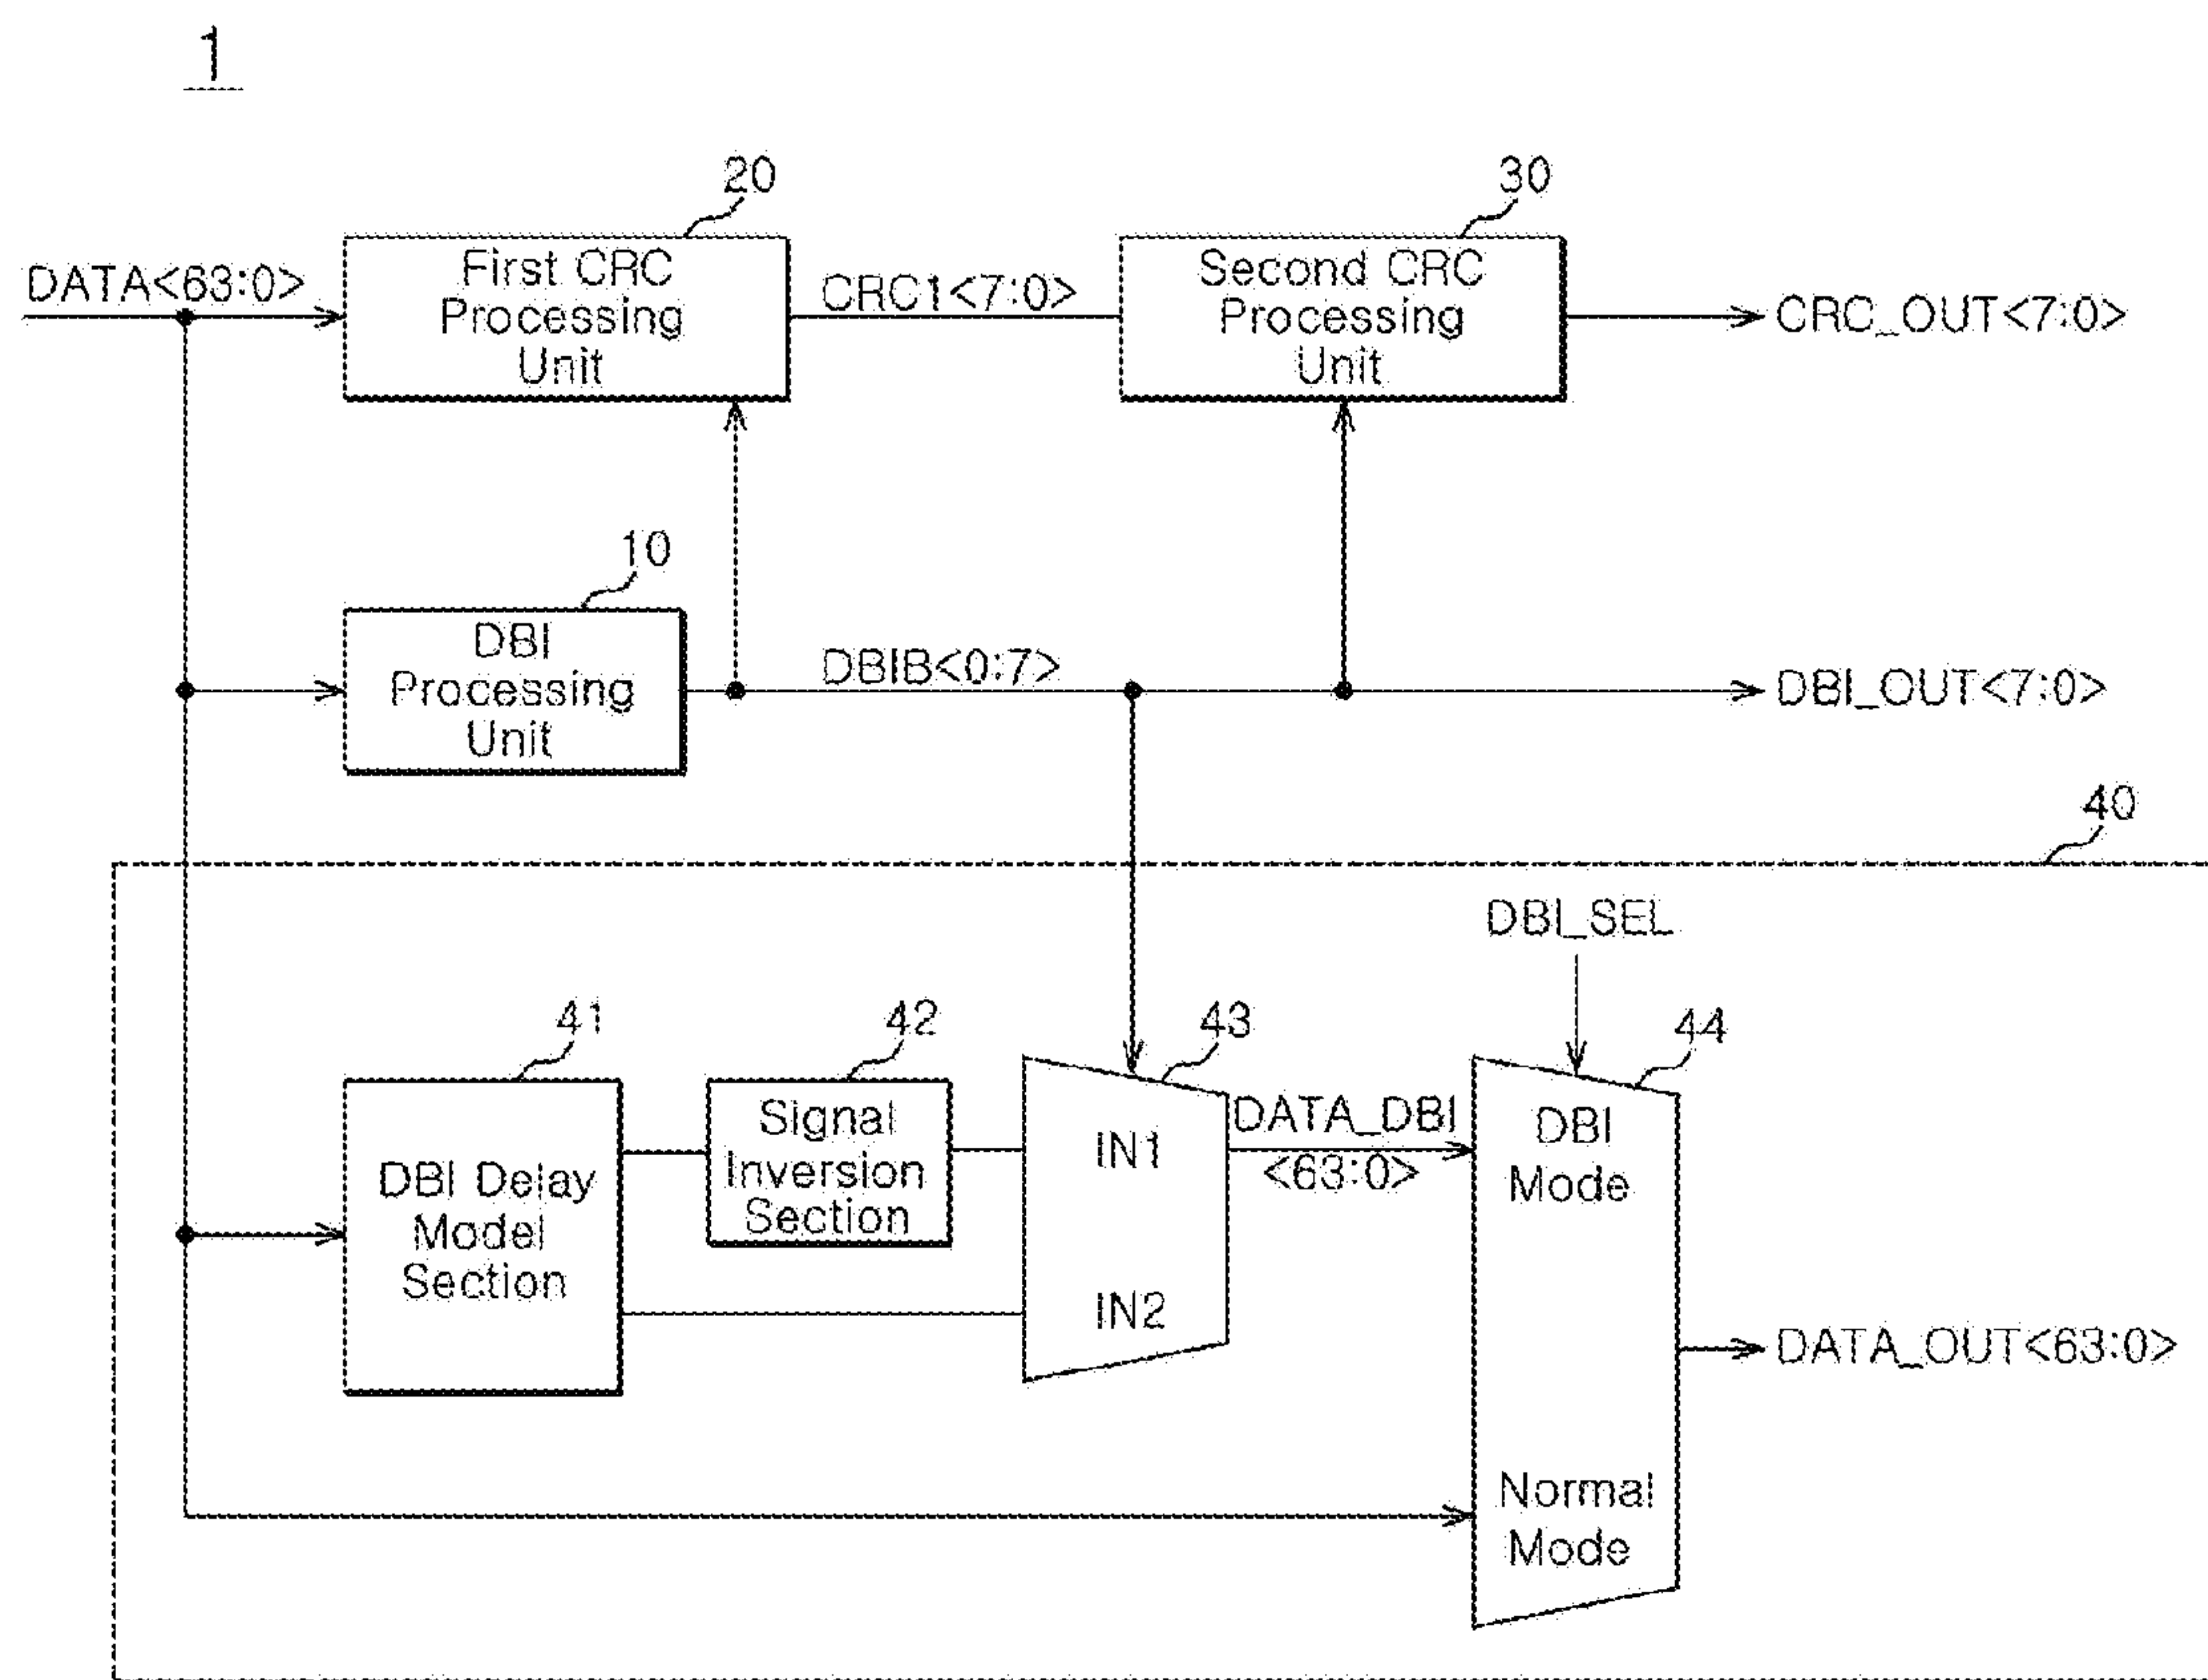 1
20
30
DATA<63:0>
First CRC
Processing
Unit
CRC1<7:0>
Second CRC
Processing
Unit
CRC_OUT<7:0>
10
DBI
Processing
Unit
DBIB<0:7>
DBI_OUT<7:0>
40
DBI_SEL
41
42
43
44
DBI Delay
Model
Section
Signal
Inversion
Section
IN1
IN2
DATA_DBI
<63:0>
DBI
Mode
Normal
Mode
DATA_OUT<63:0>